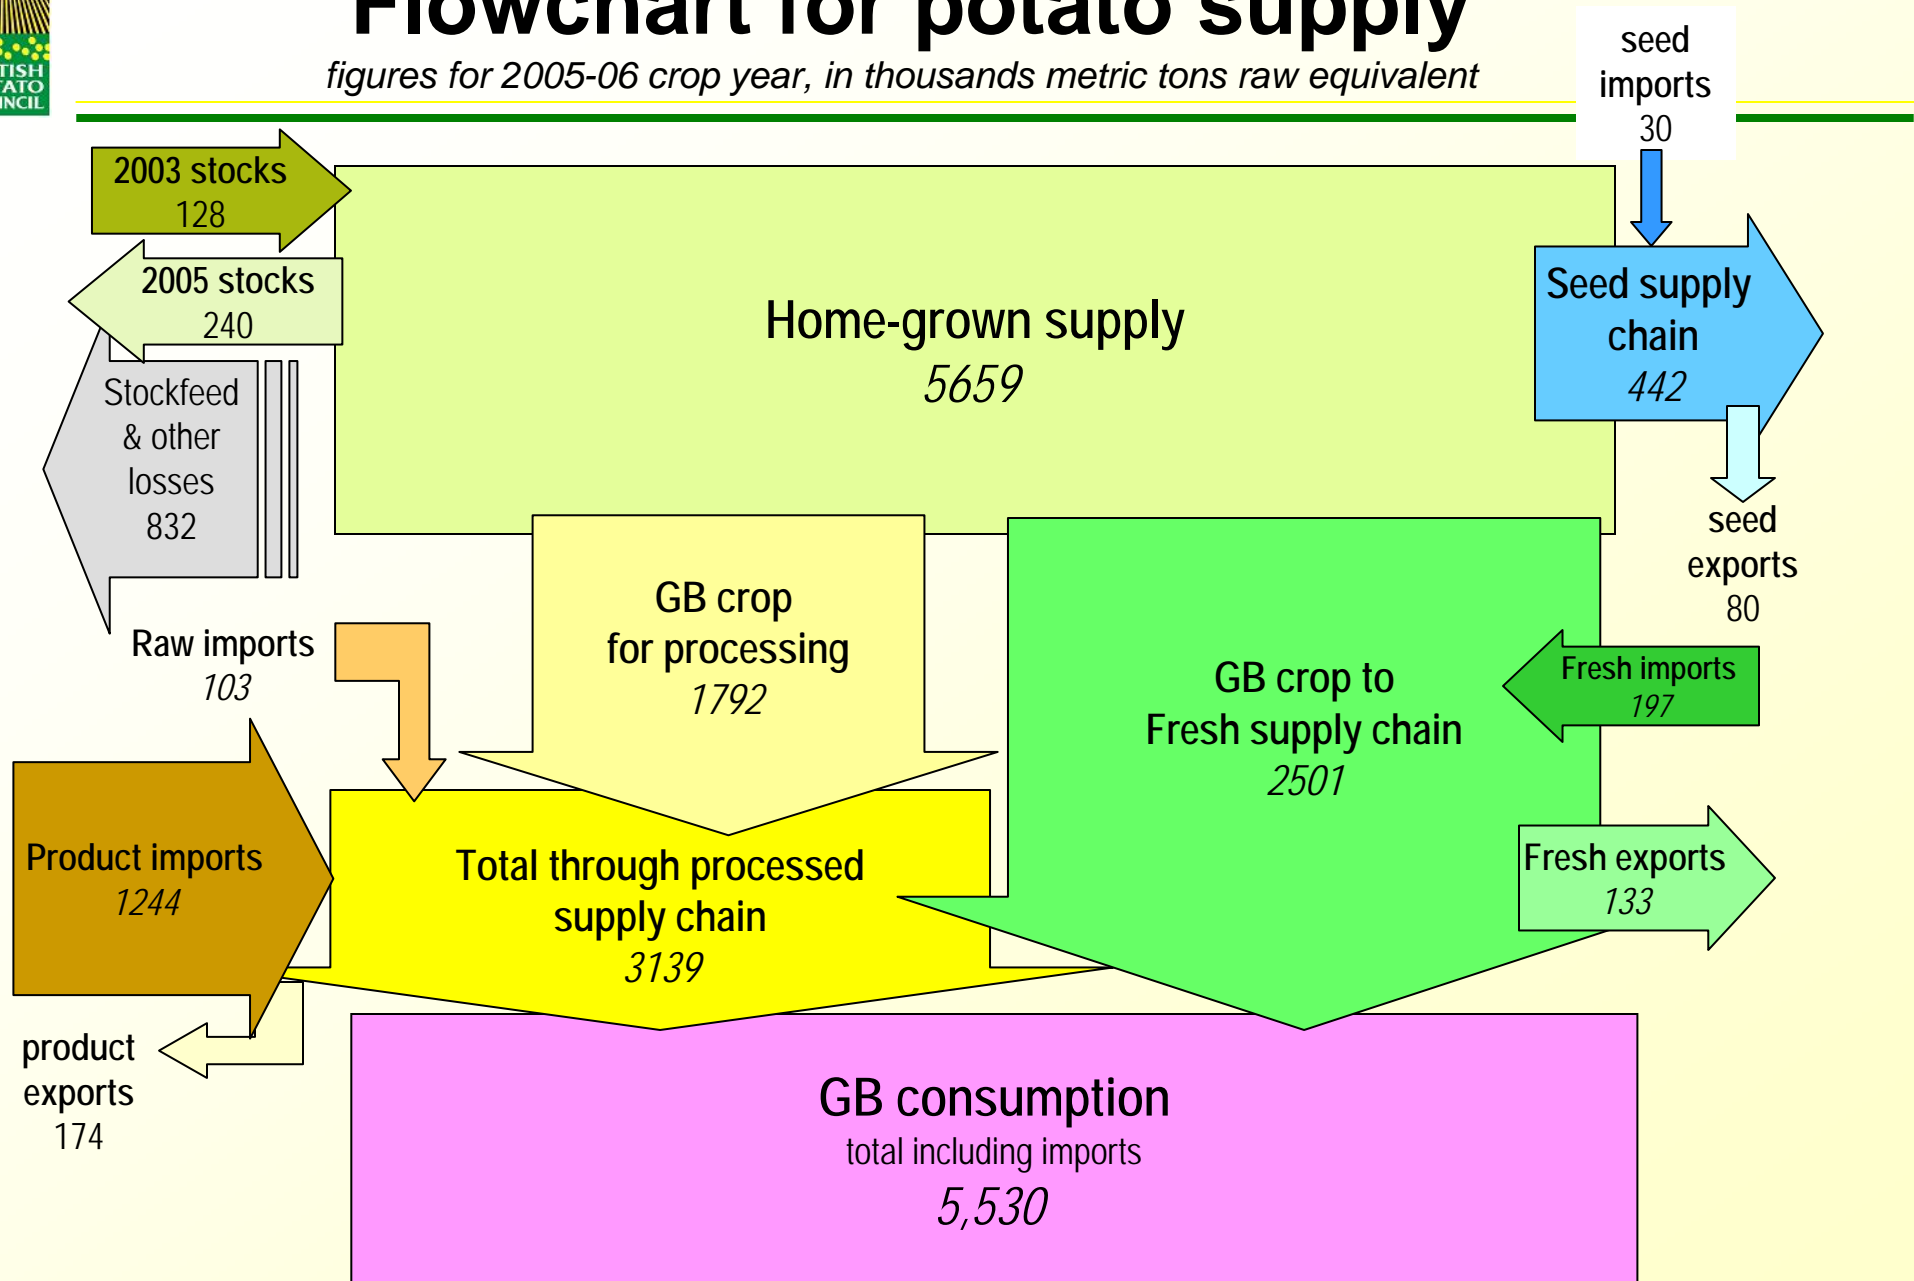 Flowchart for potato supply
figures for 2005-06 crop year, in thousands metric tons raw equivalent
seed
imports
30
2003 stocks
128
2005 stocks
240
Stockfeed
& other
losses
832
Home-grown supply
5659
Seed supply
chain
442
seed
exports
80
GB crop
for processing
1792
Raw imports
103
GB crop to
Fresh supply chain
2501
Fresh imports
197
Product imports
1244
Total through processed
supply chain
3139
Fresh exports
133
product
exports
174
GB consumption
total including imports
5,530